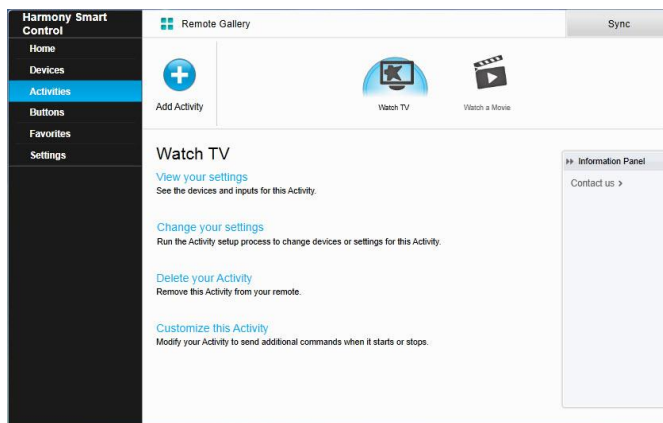 Harmony Smart
Control
Home
Devices
Activities
Buttons
Favorites
Settings
Remote Gallery
Sync
Add Activity
Watch TV
Watch a Movie
Watch TV
View your settings
See the devices and inputs for this Activity.
Change your settings
Run the Activity setup process to change devices or settings for this Activity.
Delete your Activity
Remove this Activity from your remote.
Customize this Activity
Modify your Activity to send additional commands when it starts or stops.
Information Panel
Contact us >